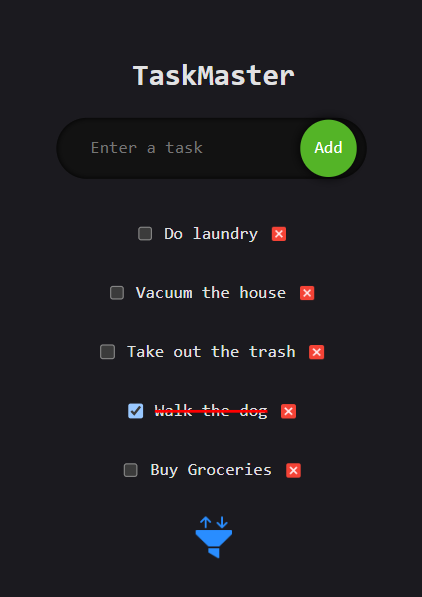 TaskMaster
Enter a task
Add
Do laundry
Vacuum the house
Take out the trash
Walk the dog
Buy Groceries